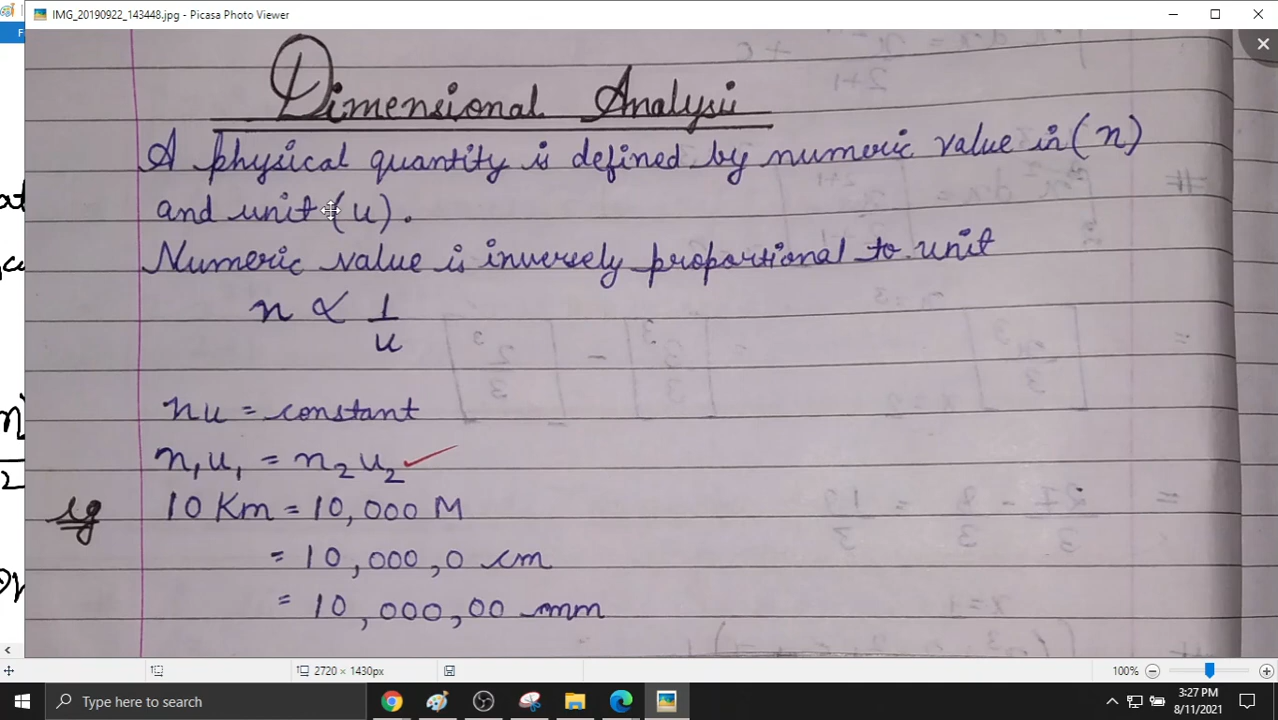 IMG_20190922_143448.jpg - Picasa Photo Viewer
Dimensional Analysis
A physical quantity is defined by numeric value in (n)
and unit (u).
Numeric value is inversely proportional to unit
n ∝ 1/u
nu = constant
n₁u₁ = n₂u₂ ✓
eg 10 Km = 10,000 M
= 10,000,0 cm
= 10,000,00 mm
2720 × 1430px
100%
Type here to search
3:27 PM
8/11/2021